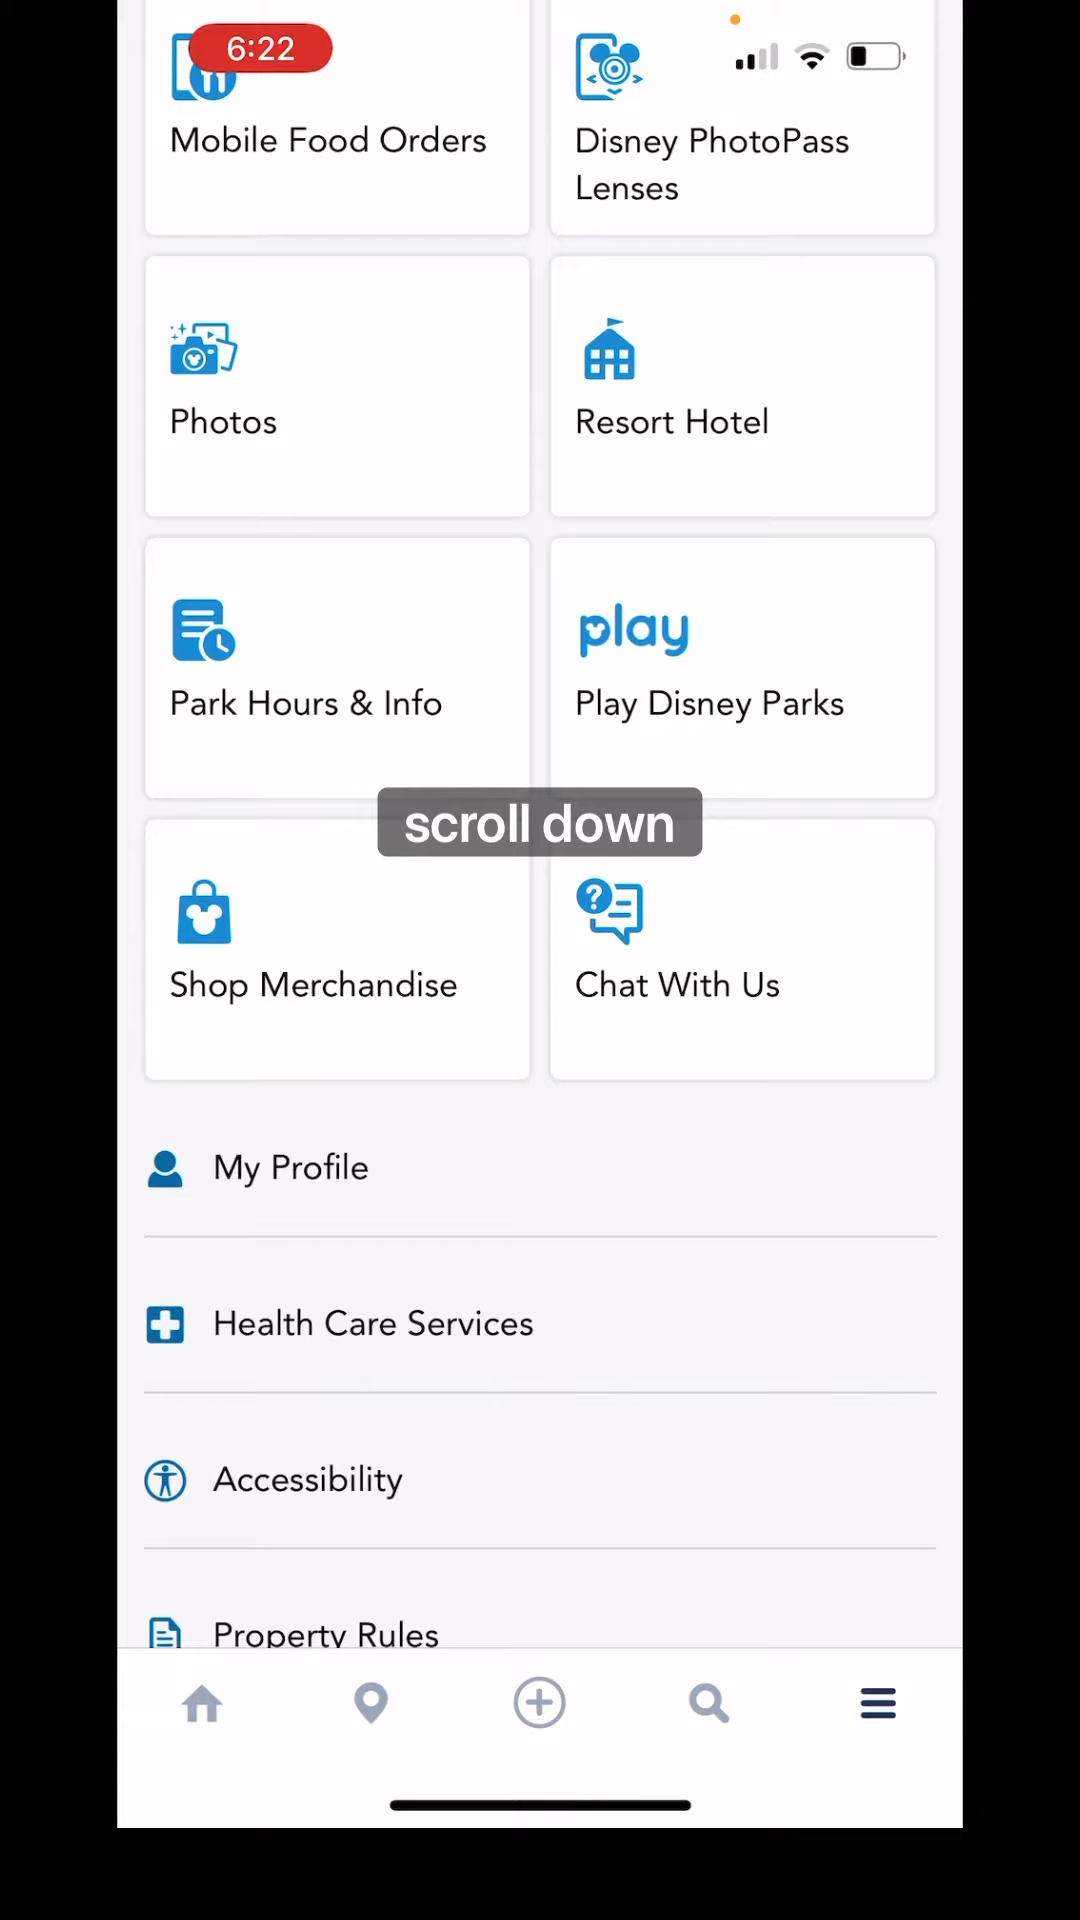 6:22
Mobile Food Orders
Disney PhotoPass
Lenses
Photos
Resort Hotel
Park Hours & Info
play
Play Disney Parks
scroll down
Shop Merchandise
?
Chat With Us
My Profile
Health Care Services
Accessibility
Property Rules